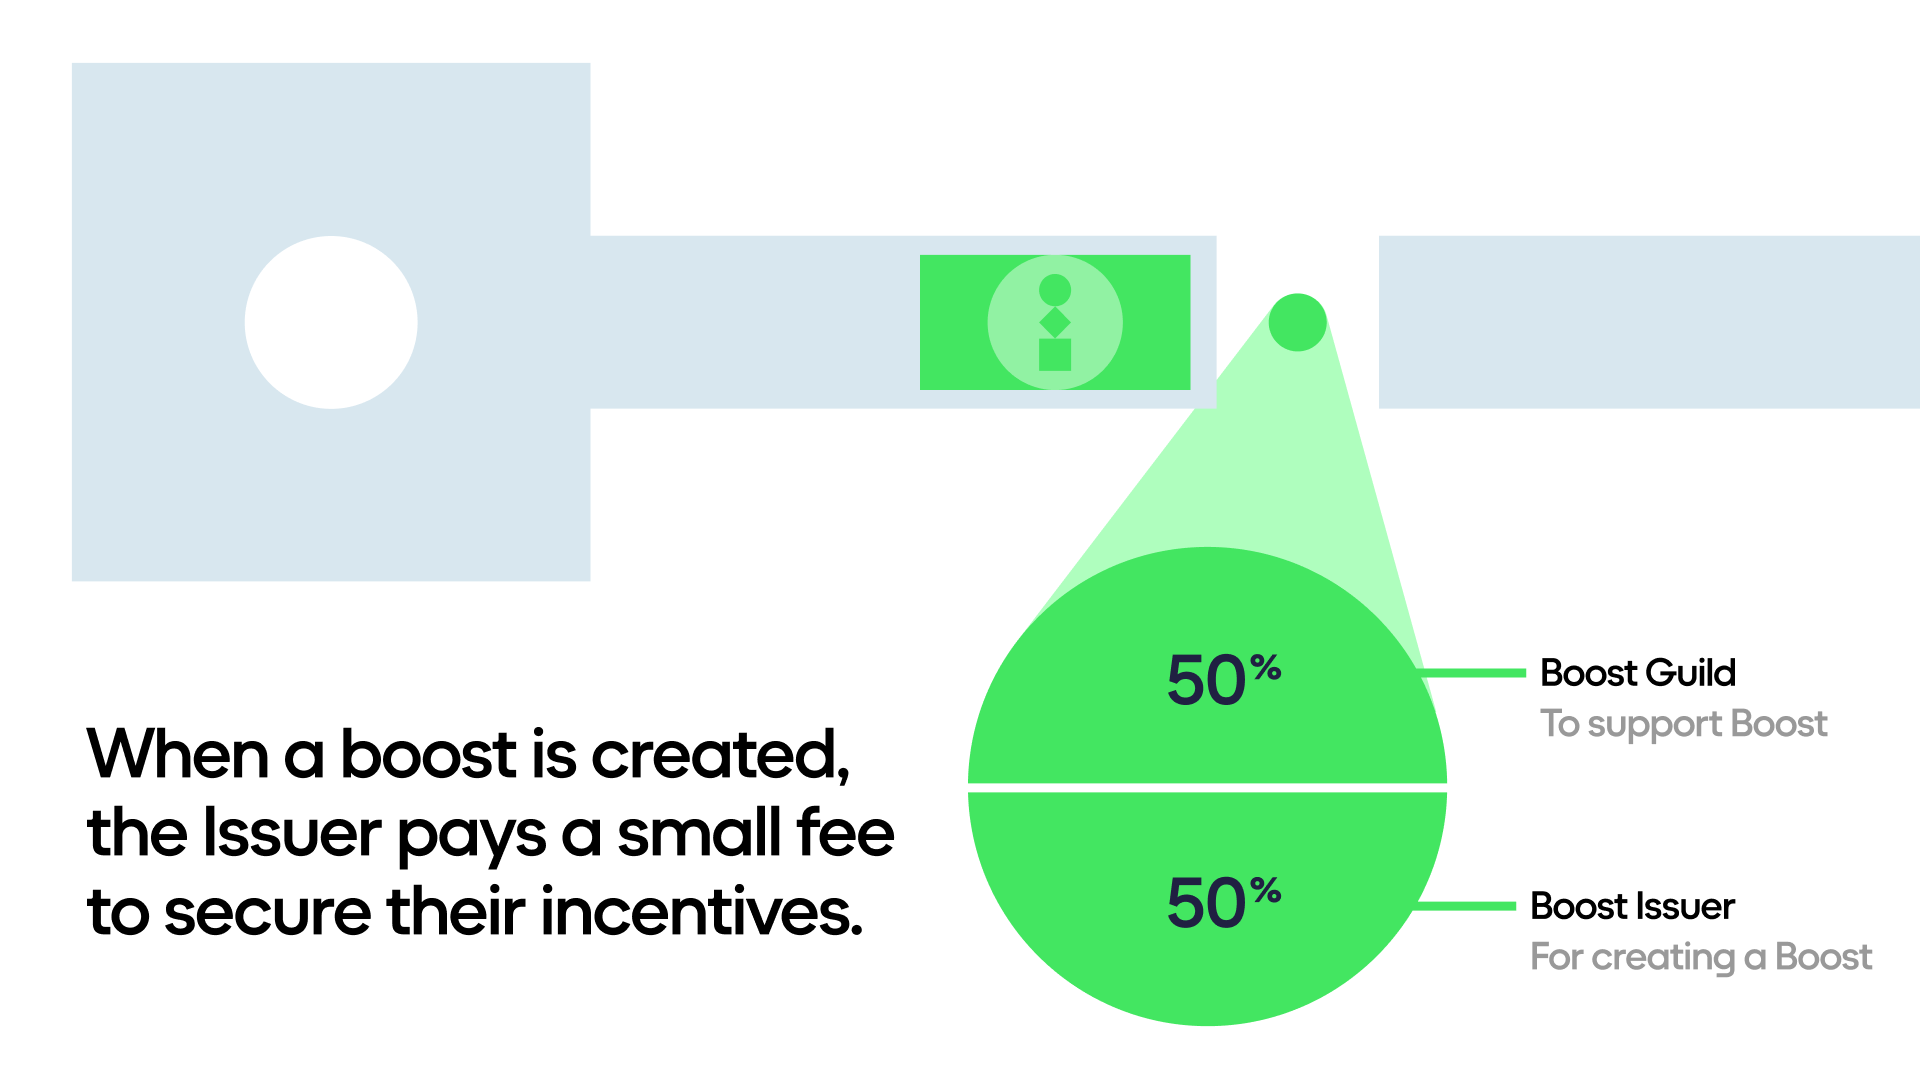 When a boost is created,
the Issuer pays a small fee
to secure their incentives.
50%
Boost Guild
To support Boost
50%
Boost Issuer
For creating a Boost